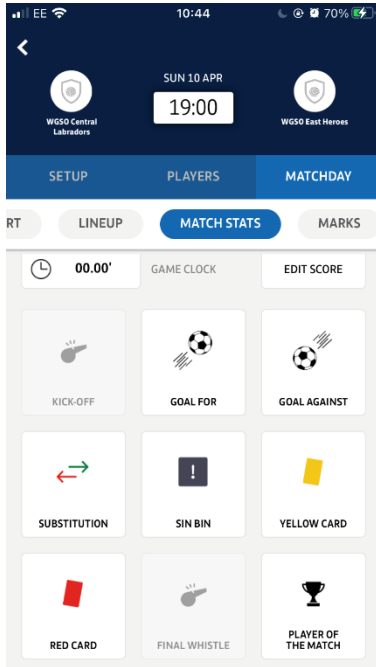 EE 10:44 70%
SUN 10 APR
19:00
WGSO Central
Labradors
WGSO East Heroes
SETUP PLAYERS MATCHDAY
RT LINEUP MATCH STATS MARKS
00.00' GAME CLOCK EDIT SCORE
KICK-OFF GOAL FOR GOAL AGAINST
SUBSTITUTION SIN BIN YELLOW CARD
RED CARD FINAL WHISTLE PLAYER OF
THE MATCH